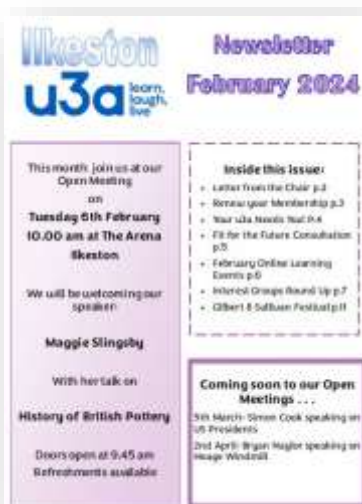 Ilkeston
u3a learn,
laugh,
live
Newsletter
February 2024
This month join us at our
Open Meeting
on
Tuesday 6th February
10.00 am at The Arena
Ilkeston
We will be welcoming our
speaker
Maggie Slingsby
With her talk on
History of British Pottery
Doors open at 9.45 am
Refreshments available
Inside this issue:
Letter from the Chair p.2
Renew your Membership p.3
Your u3a Needs You! P.4
Fit for the Future Consultation
p.5
February Online Learning
Events p.6
Interest Groups Round Up p.7
Gilbert & Sullivan Festival p.11
Coming soon to our Open
Meetings . . .
March- Simon Cook speaking on
US Presidents
2nd April- Bryan Naylor speaking on
Heage Windmill